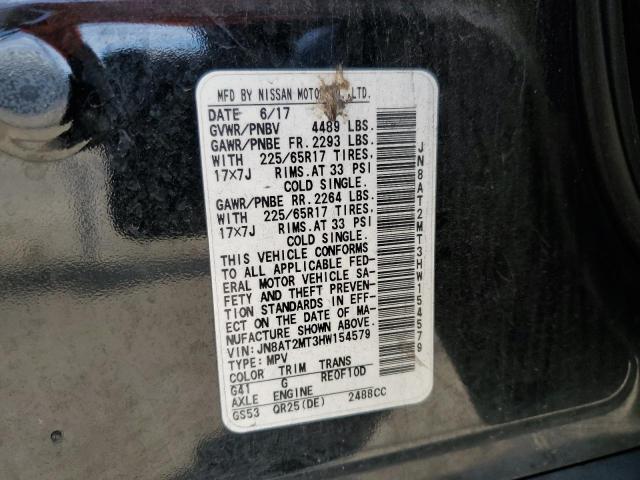 MFD BY NISSAN MOTOR CO.,LTD.
DATE 6/17
GVWR/PNBV 4489 LBS.
GAWR/PNBE FR. 2293 LBS.
WITH 225/65R17 TIRES,
17×7J RIMS. AT 33 PSI
COLD SINGLE.
GAWR/PNBE RR. 2264 LBS.
WITH 225/65R17 TIRES,
17×7J RIMS. AT 33 PSI
COLD SINGLE.
THIS VEHICLE CONFORMS
TO ALL APPLICABLE FED-
ERAL MOTOR VEHICLE SA-
FETY AND THEFT PREVEN-
TION STANDARDS IN EFF-
ECT ON THE DATE OF MA-
NUFACTURE SHOWN ABOVE.
VIN: JN8AT2MT3HW154579
TYPE: MPV
COLOR TRIM TRANS
G41 G RE0F10D
AXLE ENGINE
GS53 QR25(DE) 2488CC
JN8AT2MT3HW154579